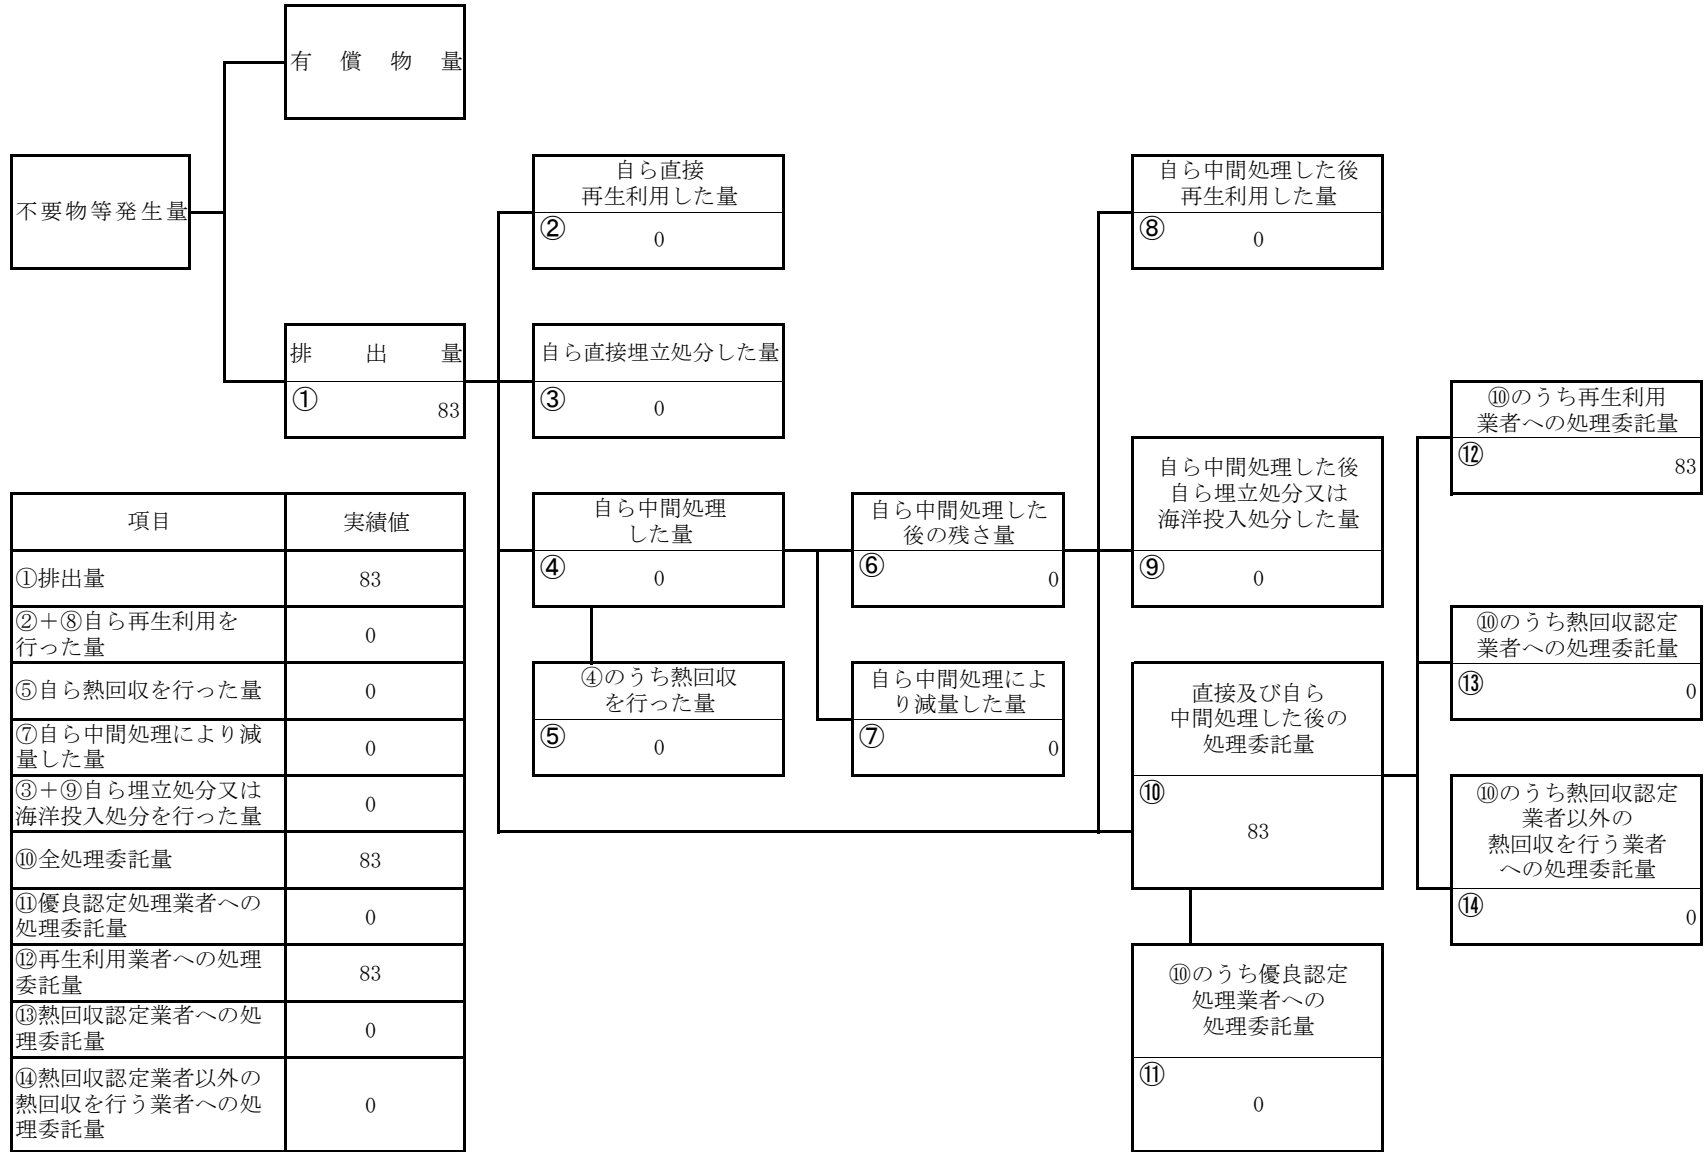 有償物量
不要物等発生量
自ら直接
再生利用した量
②
0
自ら中間処理した後
再生利用した量
⑧
0
排出量
①
83
自ら直接埋立処分した量
③
0
⑩のうち再生利用
業者への処理委託量
⑫
83
自ら中間処理
した量
④
0
自ら中間処理した
後の残さ量
⑥
0
自ら中間処理した後
自ら埋立処分又は
海洋投入処分した量
⑨
0
⑩のうち熱回収認定
業者への処理委託量
⑬
0
④のうち熱回収
を行った量
⑤
0
自ら中間処理によ
り減量した量
⑦
0
直接及び自ら
中間処理した後の
処理委託量
⑩
83
⑩のうち熱回収認定
業者以外の
熱回収を行う業者
への処理委託量
⑭
0
⑩のうち優良認定
処理業者への
処理委託量
⑪
0
項目 実績値
①排出量 83
②＋⑧自ら再生利用を
行った量 0
⑤自ら熱回収を行った量 0
⑦自ら中間処理により減
量した量 0
③＋⑨自ら埋立処分又は
海洋投入処分を行った量 0
⑩全処理委託量 83
⑪優良認定処理業者への
処理委託量 0
⑫再生利用業者への処理
委託量 83
⑬熱回収認定業者への処
理委託量 0
⑭熱回収認定業者以外の
熱回収を行う業者への処 0
理委託量